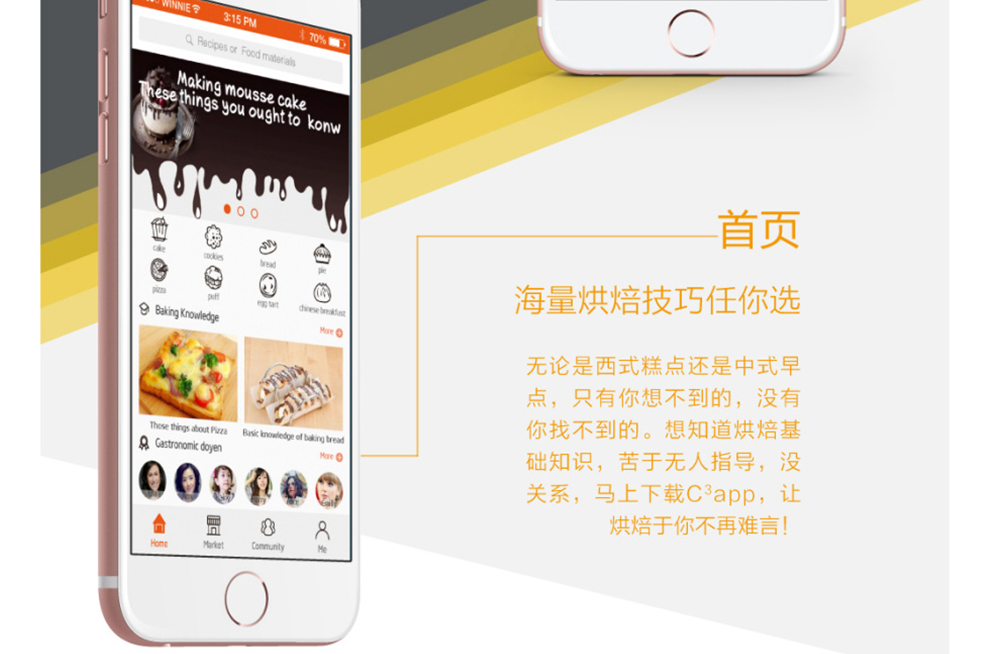 WINNIE
3:15 PM
70%
Recipes or Food materials
Making mousse cake
These things you ought to konw
cake
cookies
bread
pie
pizza
puff
egg tart
chinese breakfast
Baking Knowledge
More
Those things about Pizza
Basic knowledge of baking bread
Gastronomic doyen
More
Home
Market
Community
Me
首页
海量烘焙技巧任你选
无论是西式糕点还是中式早
点，只有你想不到的，没有
你找不到的。想知道烘焙基
础知识，苦于无人指导，没
关系，马上下载C³app，让
烘焙于你不再难言！